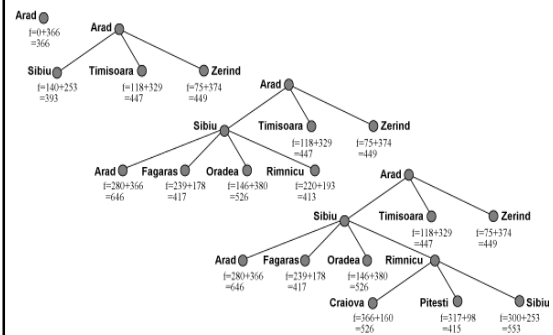 Arad
f=0+366
=366
Arad
Sibiu
f=140+253
=393
Timisoara
f=118+329
=447
Zerind
f=75+374
=449
Arad
Sibiu
Timisoara
f=118+329
=447
Zerind
f=75+374
=449
Arad
f=280+366
=646
Fagaras
f=239+178
=417
Oradea
f=146+380
=526
Rimnicu
f=220+193
=413
Arad
Sibiu
Timisoara
f=118+329
=447
Zerind
f=75+374
=449
Arad
f=280+366
=646
Fagaras
f=239+178
=417
Oradea
f=146+380
=526
Rimnicu
Craiova
f=366+160
=526
Pitesti
f=317+98
=415
Sibiu
f=300+253
=553